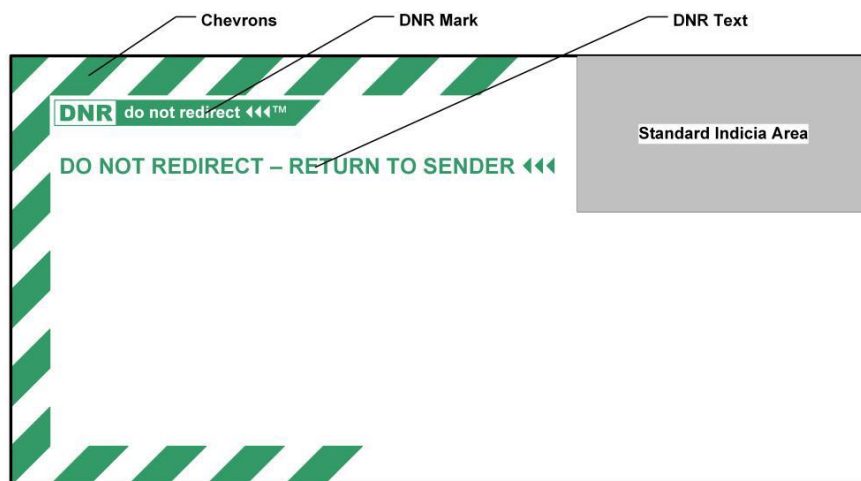 Chevrons DNR Mark DNR Text
DNR do not redirect ™
Standard Indicia Area
DO NOT REDIRECT – RETURN TO SENDER